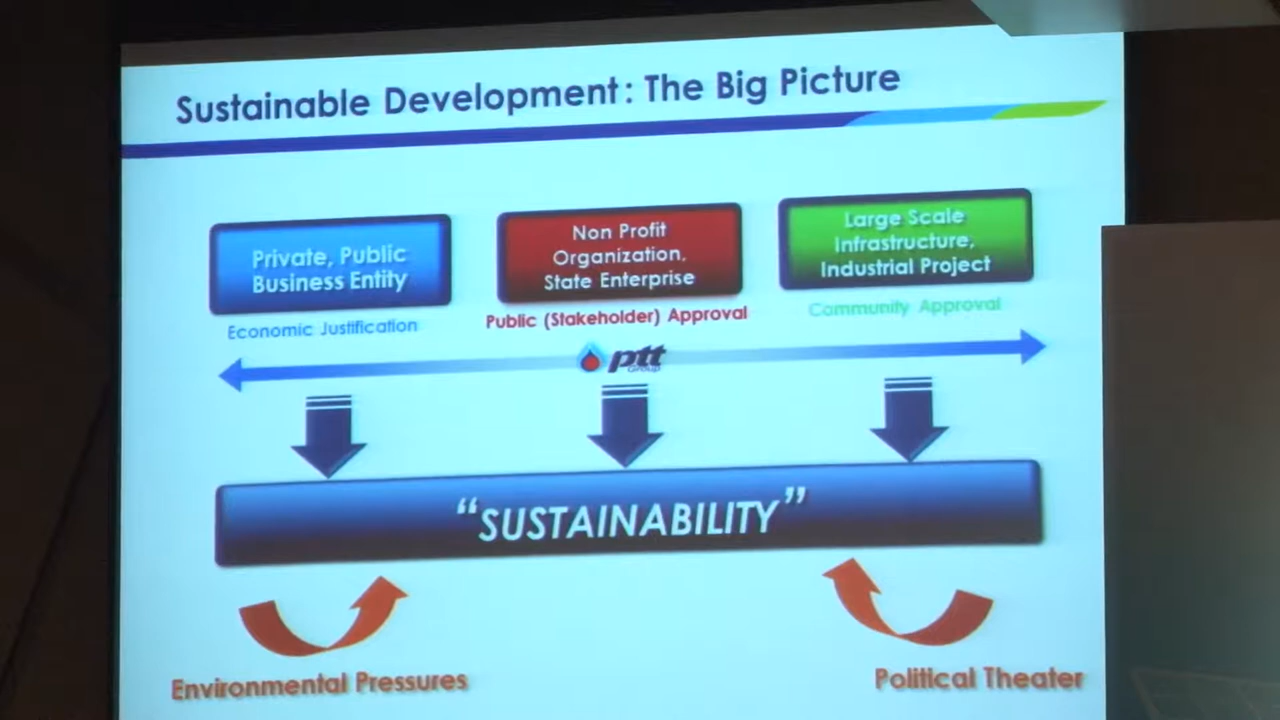 Sustainable Development: The Big Picture
Private, Public
Business Entity
Economic Justification
Non Profit
Organization,
State Enterprise
Public (Stakeholder) Approval
Large Scale
Infrastructure,
Industrial Project
Community Approval
ptt
Group
“SUSTAINABILITY”
Environmental Pressures
Political Theater